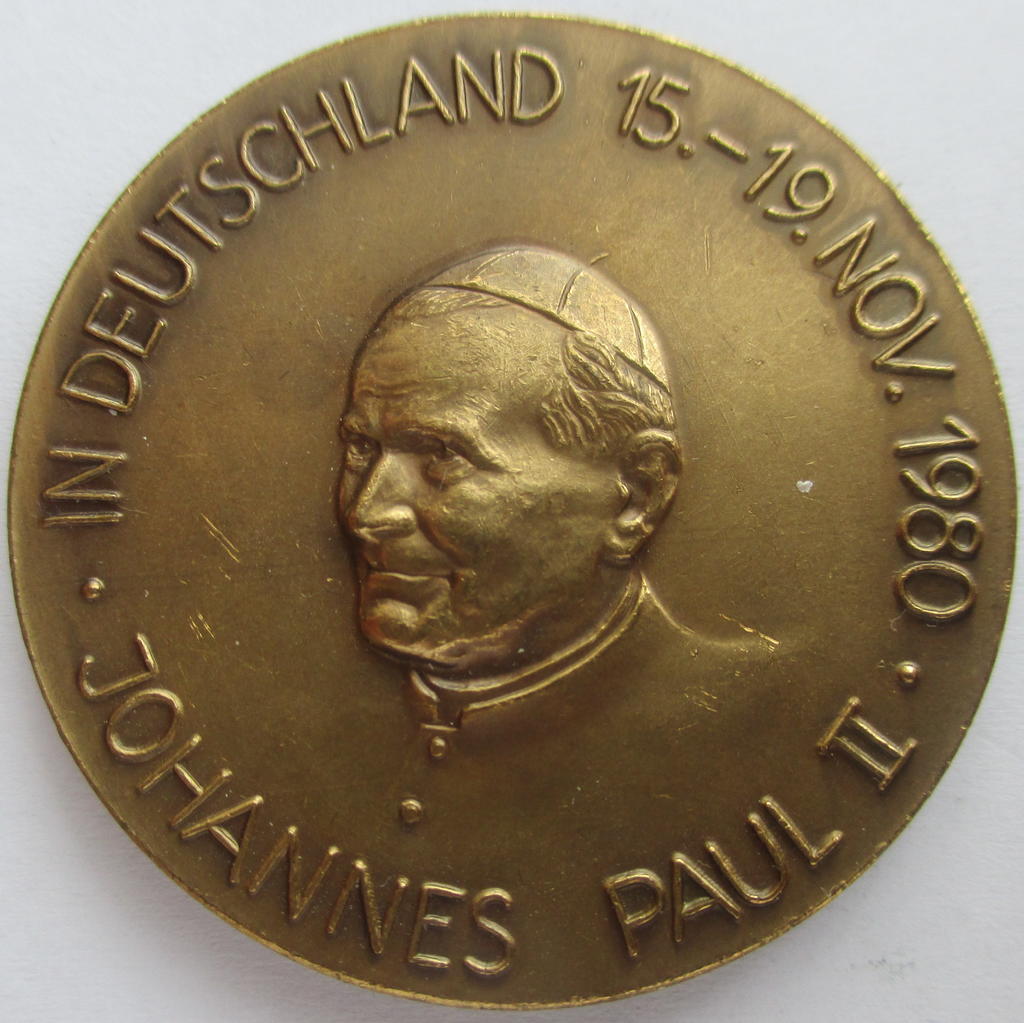 · IN DEUTSCHLAND 15.–19. NOV. 1980 ·
JOHANNES PAUL II